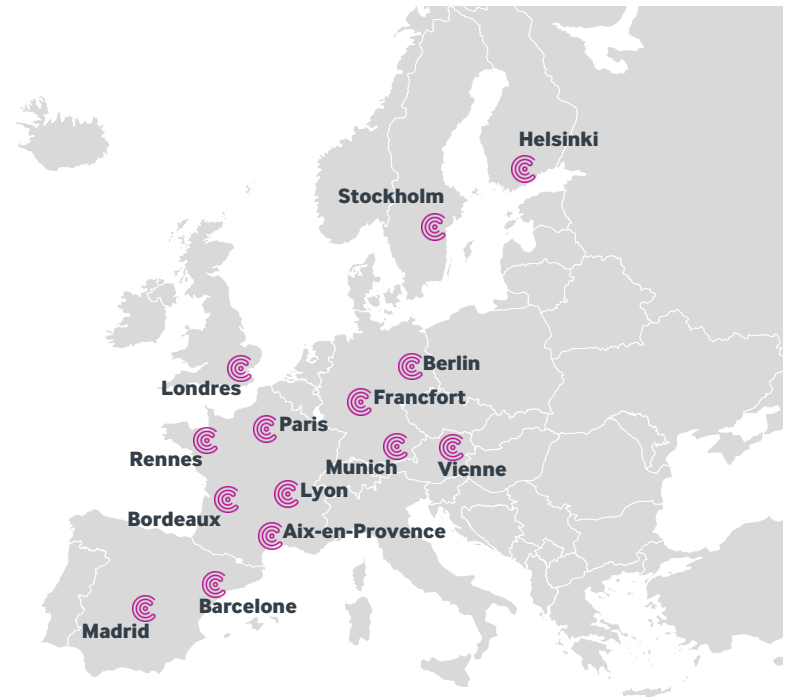 Helsinki
Stockholm
Berlin
Londres
Francfort
Paris
Rennes
Munich
Vienne
Lyon
Bordeaux
Aix-en-Provence
Barcelone
Madrid